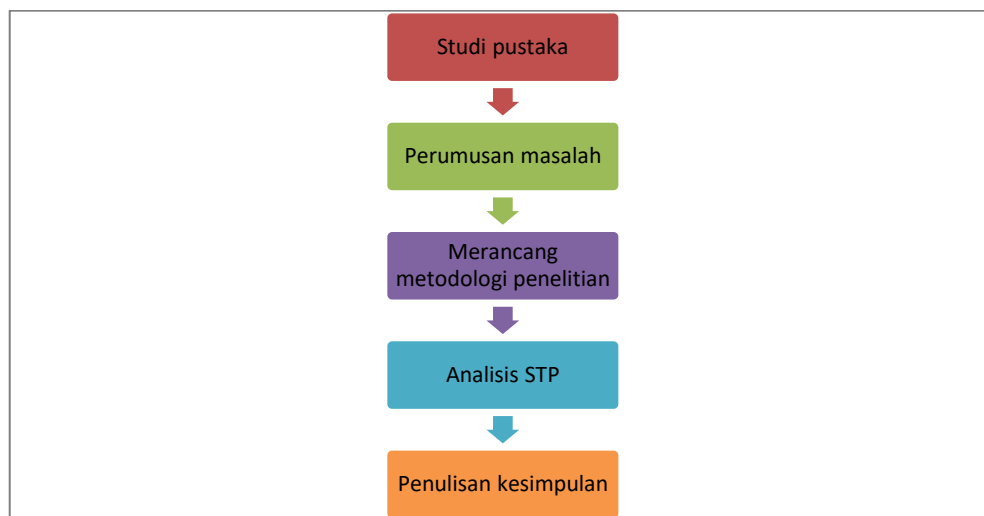 Studi pustaka
Perumusan masalah
Merancang
metodologi penelitian
Analisis STP
Penulisan kesimpulan